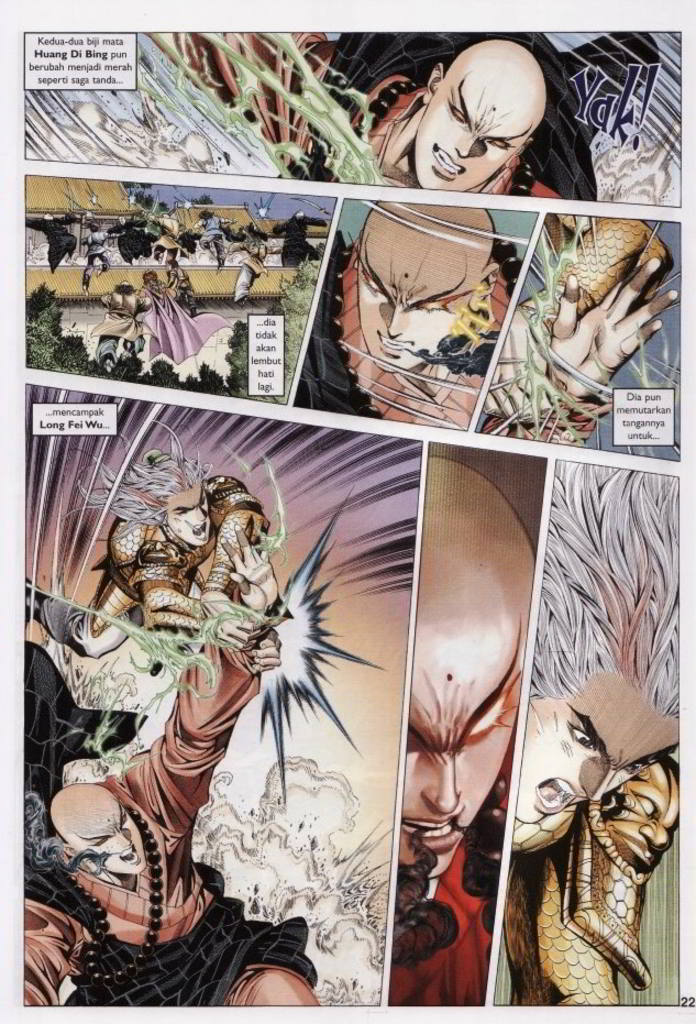 Kedua-dua biji mata
Huang Di Bing pun
berubah menjadi merah
seperti saga tanda...
Yak!
...dia
tidak
akan
lembut
hati
lagi.
Dia pun
memutarkan
tangannya
untuk...
...mencampak
Long Fei Wu...
22